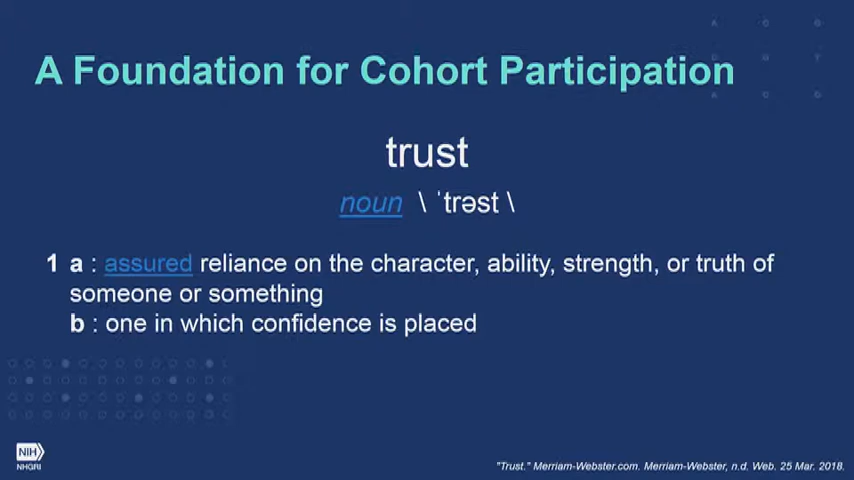 A Foundation for Cohort Participation
trust
noun \ ˈtrəst \
1 a : assured reliance on the character, ability, strength, or truth of
someone or something
b : one in which confidence is placed
NIH
NHGRI
"Trust." Merriam-Webster.com. Merriam-Webster, n.d. Web. 25 Mar. 2018.